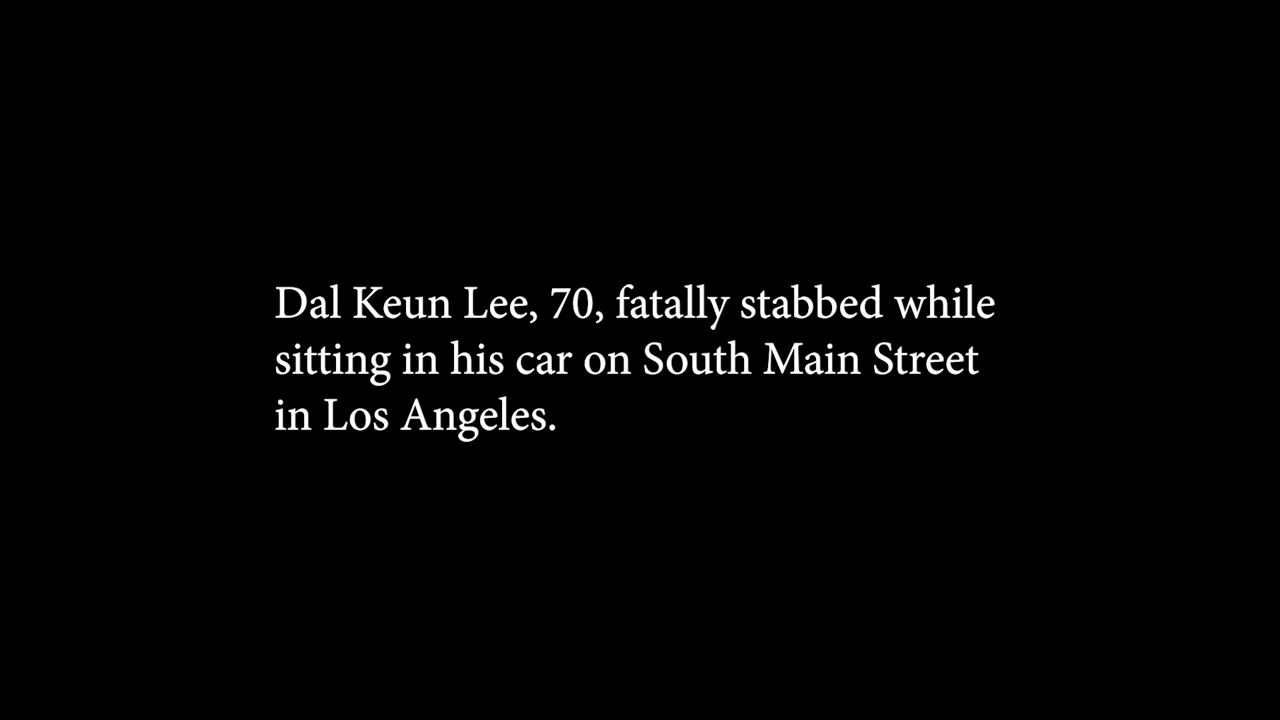 Dal Keun Lee, 70, fatally stabbed while
sitting in his car on South Main Street
in Los Angeles.